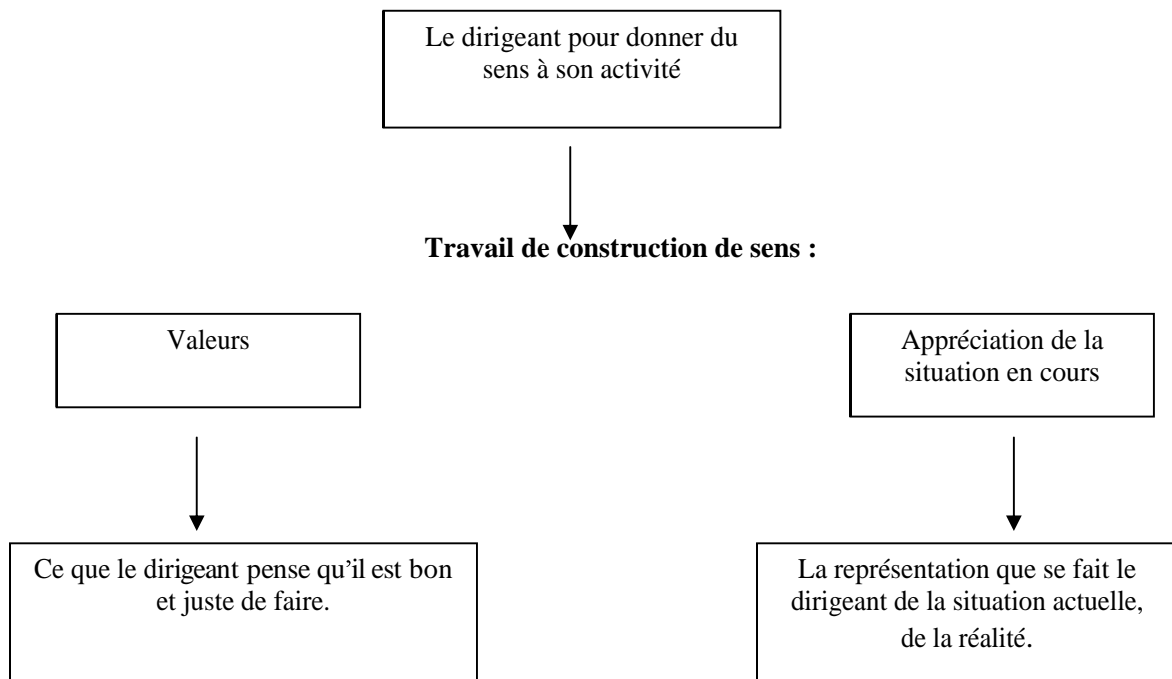 Le dirigeant pour donner du
sens à son activité
Travail de construction de sens :
Valeurs
Appréciation de la
situation en cours
Ce que le dirigeant pense qu’il est bon
et juste de faire.
La représentation que se fait le
dirigeant de la situation actuelle,
de la réalité.